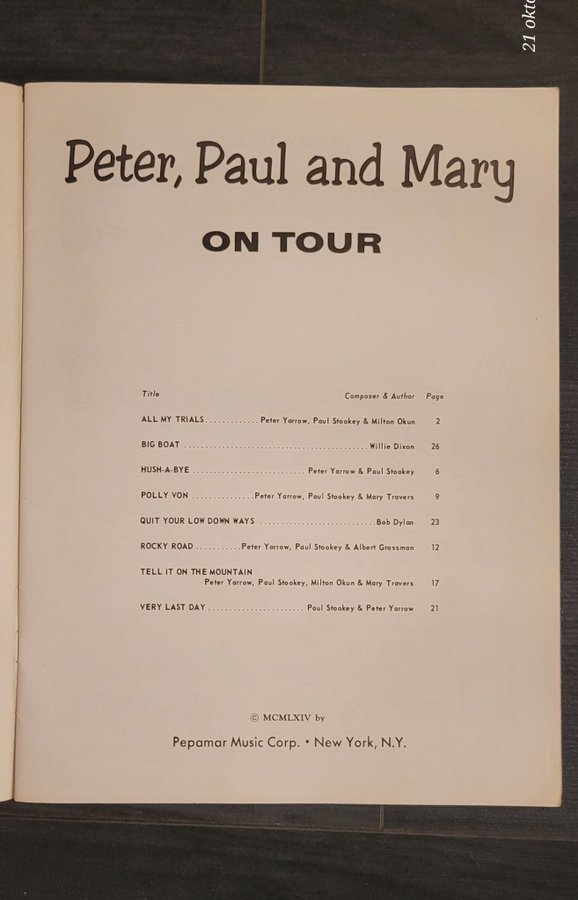 21 okto
Peter, Paul and Mary
ON TOUR
Title Composer & Author Page
ALL MY TRIALS............Peter Yarrow, Paul Stookey & Milton Okun 2
BIG BOAT ........................................Willie Dixon 26
HUSH-A-BYE .........................Peter Yarrow & Paul Stookey 6
POLLY VON .............Peter Yarrow, Paul Stookey & Mary Travers 9
QUIT YOUR LOW DOWN WAYS .........................Bob Dylan 23
ROCKY ROAD ..........Peter Yarrow, Paul Stookey & Albert Grossman 12
TELL IT ON THE MOUNTAIN
Peter Yarrow, Paul Stookey, Milton Okun & Mary Travers 17
VERY LAST DAY ..................... Paul Stookey & Peter Yarrow 21
© MCMLXIV by
Pepamar Music Corp. • New York, N.Y.